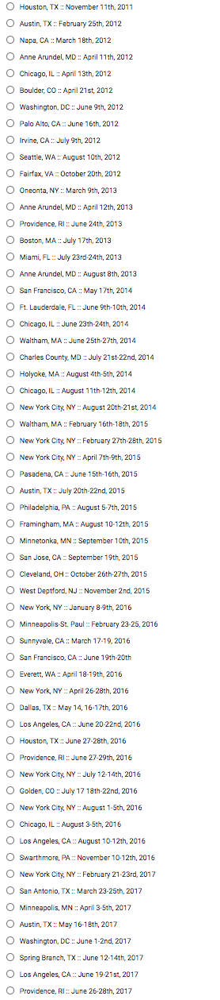 Houston, TX :: November 11th, 2011
Austin, TX :: February 25th, 2012
Napa, CA :: March 18th, 2012
Anne Arundel, MD :: April 11th, 2012
Chicago, IL :: April 13th, 2012
Boulder, CO :: April 21st, 2012
Washington, DC :: June 9th, 2012
Palo Alto, CA :: June 16th, 2012
Irvine, CA :: July 9th, 2012
Seattle, WA :: August 10th, 2012
Fairfax, VA :: October 20th, 2012
Oneonta, NY :: March 9th, 2013
Anne Arundel, MD :: April 12th, 2013
Providence, RI :: June 24th, 2013
Boston, MA :: July 17th, 2013
Miami, FL :: July 23rd-24th, 2013
Anne Arundel, MD :: August 8th, 2013
San Francisco, CA :: May 17th, 2014
Ft. Lauderdale, FL :: June 9th-10th, 2014
Chicago, IL :: June 23th-24th, 2014
Waltham, MA :: June 25th-27th, 2014
Charles County, MD :: July 21st-22nd, 2014
Holyoke, MA :: August 4th-5th, 2014
Chicago, IL :: August 11th-12th, 2014
New York City, NY :: August 20th-21st, 2014
Waltham, MA :: February 16th-18th, 2015
New York City, NY :: February 27th-28th, 2015
New York City, NY :: April 7th-9th, 2015
Pasadena, CA :: June 15th-16th, 2015
Austin, TX :: July 20th-22nd, 2015
Philadelphia, PA :: August 5-7th, 2015
Framingham, MA :: August 10-12th, 2015
Minnetonka, MN :: September 10th, 2015
San Jose, CA :: September 19th, 2015
Cleveland, OH :: October 26th-27th, 2015
West Deptford, NJ :: November 2nd, 2015
New York, NY :: January 8-9th, 2016
Minneapolis-St. Paul :: February 23-25, 2016
Sunnyvale, CA :: March 17-19, 2016
San Francisco, CA :: June 19th-20th
Everett, WA :: April 18-19th, 2016
New York, NY :: April 26-28th, 2016
Dallas, TX :: May 14, 16-17th, 2016
Los Angeles, CA :: June 20-22nd, 2016
Houston, TX :: June 27-28th, 2016
Providence, RI :: June 27-29th, 2016
New York City, NY :: July 12-14th, 2016
Golden, CO :: July 17 18th-22nd, 2016
New York City, NY :: August 1-5th, 2016
Chicago, IL :: August 3-5th, 2016
Los Angeles, CA :: August 10-12th, 2016
Swarthmore, PA :: November 10-12th, 2016
New York City, NY :: February 21-23rd, 2017
San Antonio, TX :: March 23-25th, 2017
Minneapolis, MN :: April 3-5th, 2017
Austin, TX :: May 16-18th, 2017
Washington, DC :: June 1-2nd, 2017
Spring Branch, TX :: June 12-14th, 2017
Los Angeles, CA :: June 19-21st, 2017
Providence, RI :: June 26-28th, 2017